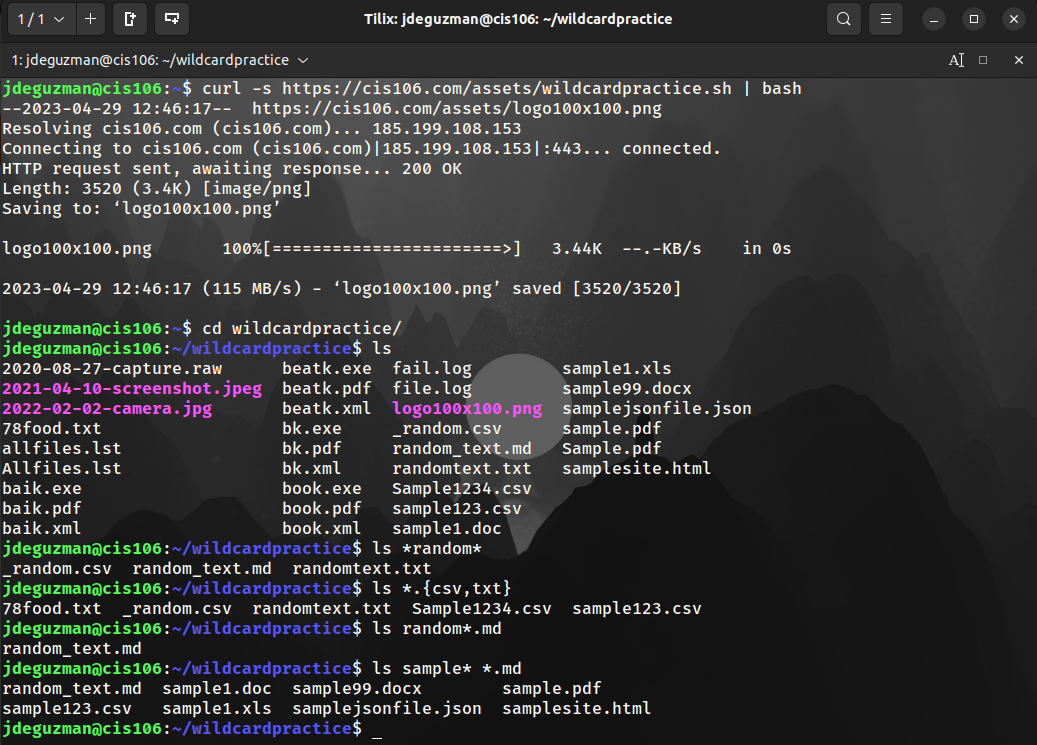 1 / 1
Tilix: jdeguzman@cis106: ~/wildcardpractice
1: jdeguzman@cis106: ~/wildcardpractice
jdeguzman@cis106:~$ curl -s https://cis106.com/assets/wildcardpractice.sh | bash
--2023-04-29 12:46:17--  https://cis106.com/assets/logo100x100.png
Resolving cis106.com (cis106.com)... 185.199.108.153
Connecting to cis106.com (cis106.com)|185.199.108.153|:443... connected.
HTTP request sent, awaiting response... 200 OK
Length: 3520 (3.4K) [image/png]
Saving to: ‘logo100x100.png’
logo100x100.png       100%[=======================>]   3.44K  --.-KB/s    in 0s
2023-04-29 12:46:17 (115 MB/s) - ‘logo100x100.png’ saved [3520/3520]
jdeguzman@cis106:~$ cd wildcardpractice/
jdeguzman@cis106:~/wildcardpractice$ ls
2020-08-27-capture.raw      beatk.exe  fail.log         sample1.xls
2021-04-10-screenshot.jpeg  beatk.pdf  file.log         sample99.docx
2022-02-02-camera.jpg       beatk.xml  logo100x100.png  samplejsonfile.json
78food.txt                  bk.exe     _random.csv      sample.pdf
allfiles.lst                bk.pdf     random_text.md   Sample.pdf
Allfiles.lst                bk.xml     randomtext.txt   samplesite.html
baik.exe                    book.exe   Sample1234.csv
baik.pdf                    book.pdf   sample123.csv
baik.xml                    book.xml   sample1.doc
jdeguzman@cis106:~/wildcardpractice$ ls *random*
_random.csv  random_text.md  randomtext.txt
jdeguzman@cis106:~/wildcardpractice$ ls *.{csv,txt}
78food.txt  _random.csv  randomtext.txt  Sample1234.csv  sample123.csv
jdeguzman@cis106:~/wildcardpractice$ ls random*.md
random_text.md
jdeguzman@cis106:~/wildcardpractice$ ls sample* *.md
random_text.md  sample1.doc  sample99.docx        sample.pdf
sample123.csv   sample1.xls  samplejsonfile.json  samplesite.html
jdeguzman@cis106:~/wildcardpractice$ _